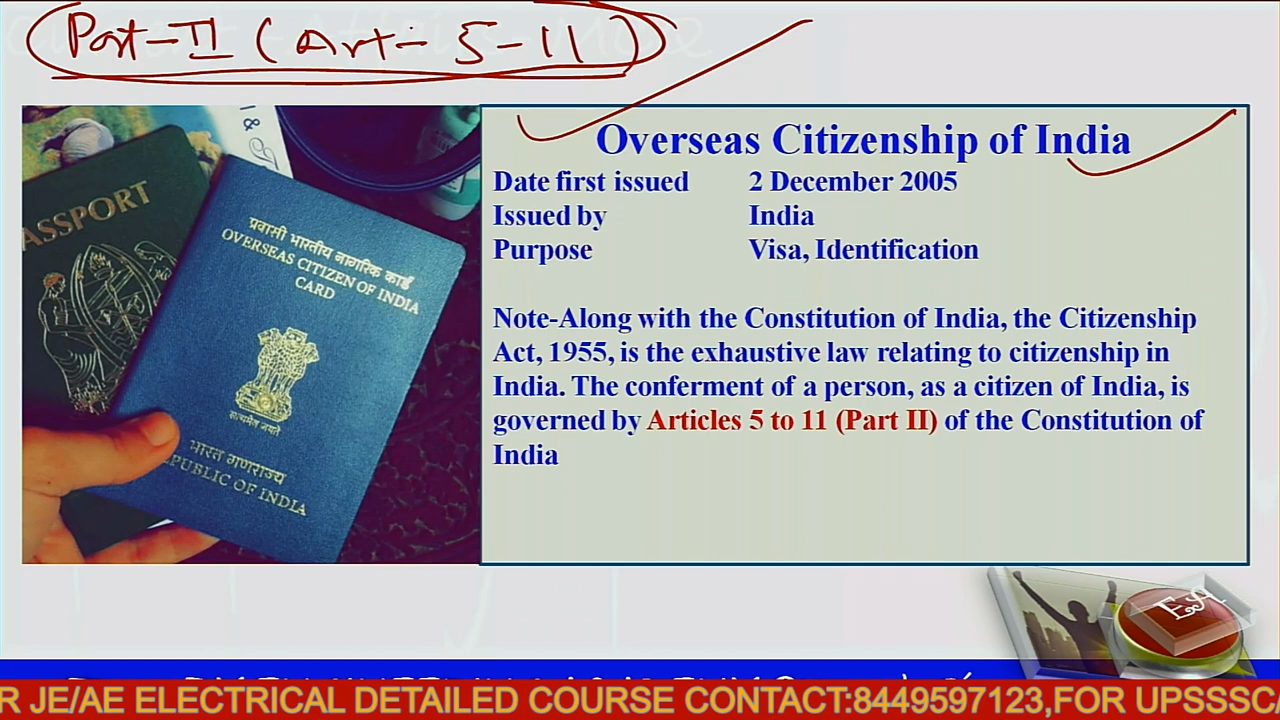 Part-II (Art- 5-11)
Overseas Citizenship of India
Date first issued 2 December 2005
Issued by India
Purpose Visa, Identification
Note-Along with the Constitution of India, the Citizenship
Act, 1955, is the exhaustive law relating to citizenship in
India. The conferment of a person, as a citizen of India, is
governed by Articles 5 to 11 (Part II) of the Constitution of
India
ASSPORT
प्रवासी भारतीय नागरिक कार्ड
OVERSEAS CITIZEN OF INDIA
CARD
सत्यमेव जयते
भारत गणराज्य
EPUBLIC OF INDIA
EA
R JE/AE ELECTRICAL DETAILED COURSE CONTACT:8449597123,FOR UPSSSCA